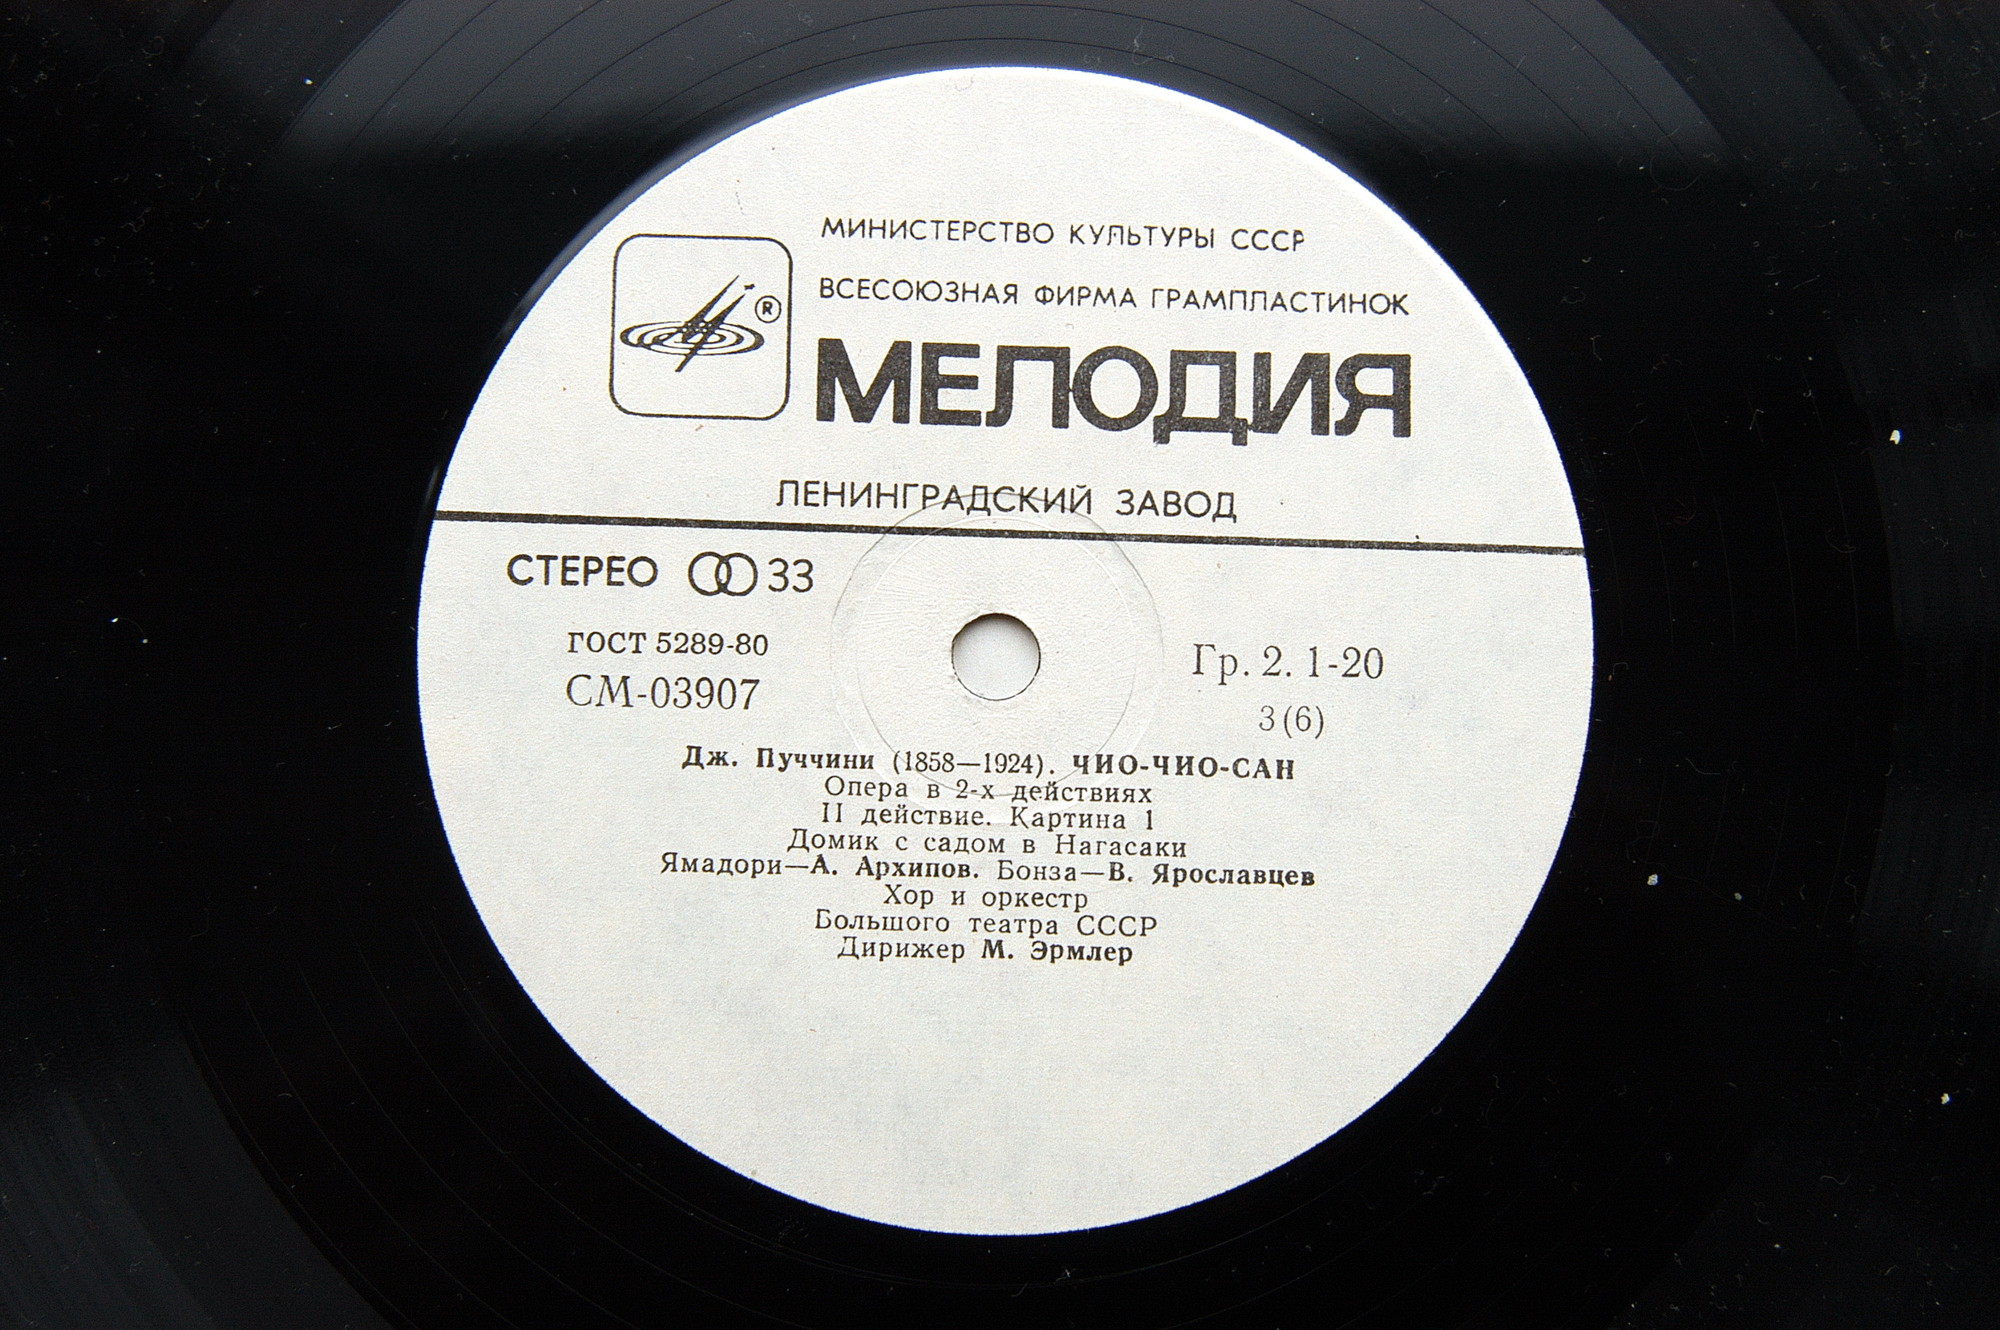 МИНИСТЕРСТВО КУЛЬТУРЫ СССР
ВСЕСОЮЗНАЯ ФИРМА ГРАМПЛАСТИНОК
®
МЕЛОДИЯ
ЛЕНИНГРАДСКИЙ ЗАВОД
СТЕРЕО 33
ГОСТ 5289-80
СМ-03907
Гр. 2. 1-20
3(6)
Дж. Пуччини (1858—1924). ЧИО-ЧИО-САН
Опера в 2-х действиях
II действие. Картина 1
Домик с садом в Нагасаки
Ямадори—А. Архипов. Бонза—В. Ярославцев
Хор и оркестр
Большого театра СССР
Дирижер М. Эрмлер